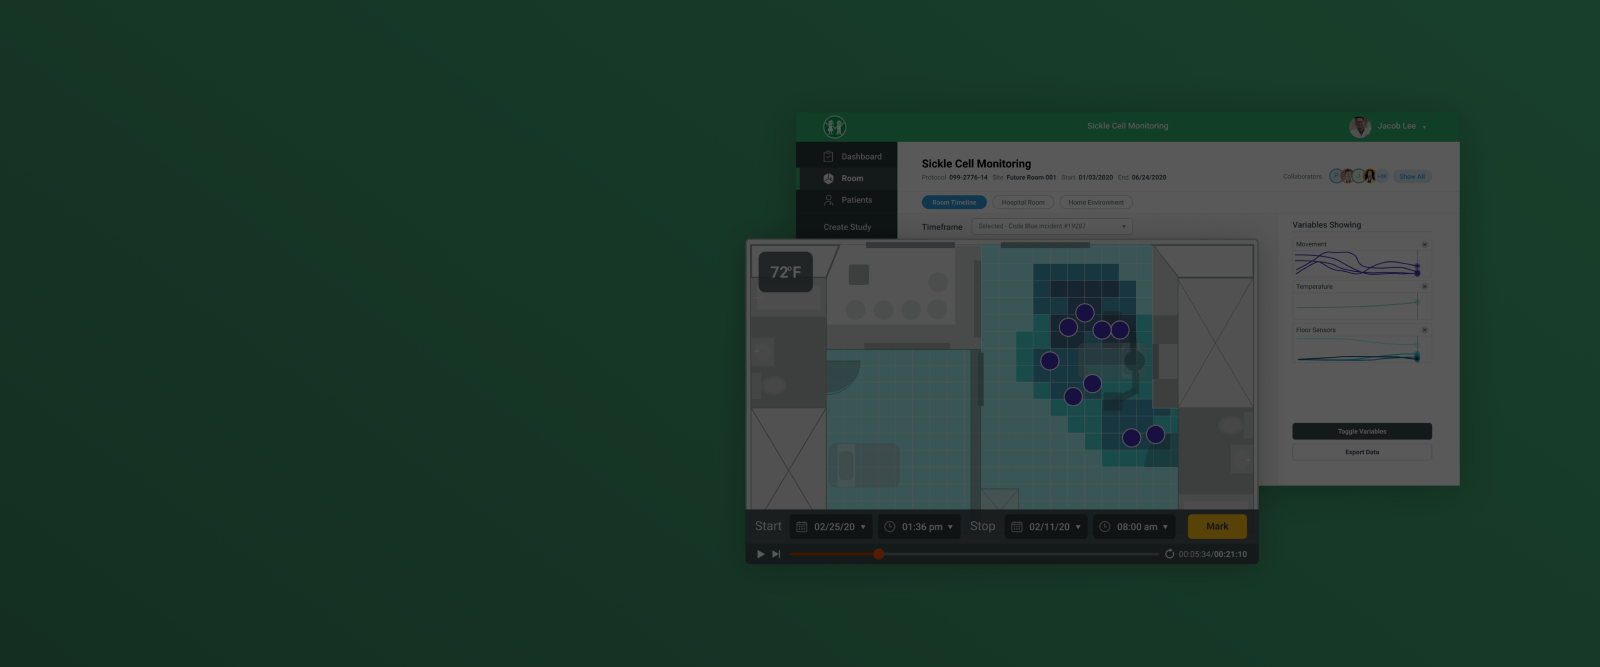 Sickle Cell Monitoring
Jacob Lee
Dashboard
Room
Patients
Create Study
Sickle Cell Monitoring
Protocol 099-2776-14 Site Future Room 001 Start 01/03/2020 End 06/24/2020
Collaborators
Show All
Room Timeline
Hospital Room
Home Environment
Timeframe
Selected - Code Blue Incident #19287
Variables Showing
Movement
Temperature
Floor Sensors
Toggle Variables
Export Data
72°F
Start 02/25/20 01:36 pm Stop 02/11/20 08:00 am Mark
00:05:34/00:21:10